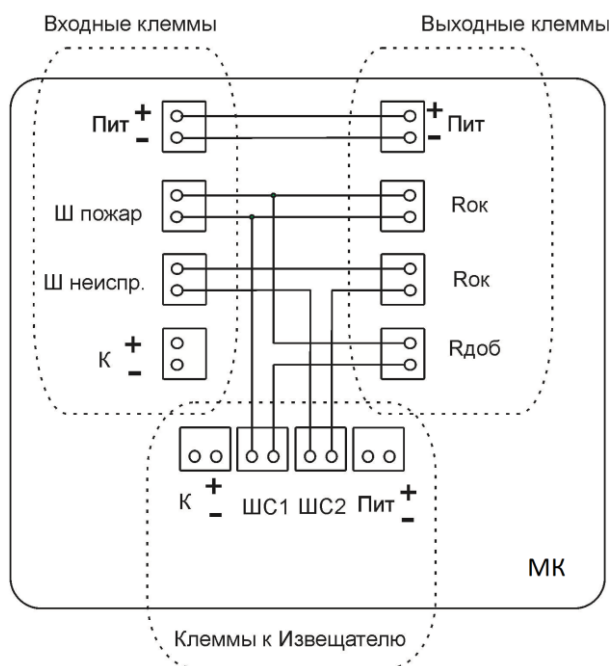 Входные клеммы
Выходные клеммы
Пит + -
+ - Пит
Ш пожар
Rок
Ш неиспр.
Rок
К + -
Rдоб
К + - ШС1 ШС2 Пит + -
МК
Клеммы к Извещателю